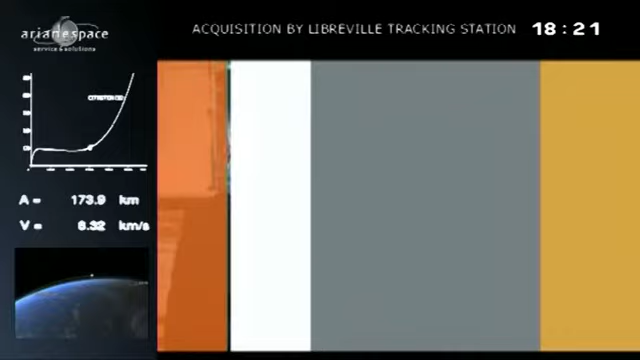 arianespace
service & solutions
ACQUISITION BY LIBREVILLE TRACKING STATION
18 : 21
A = 173.9 km
V = 6.32 km/s